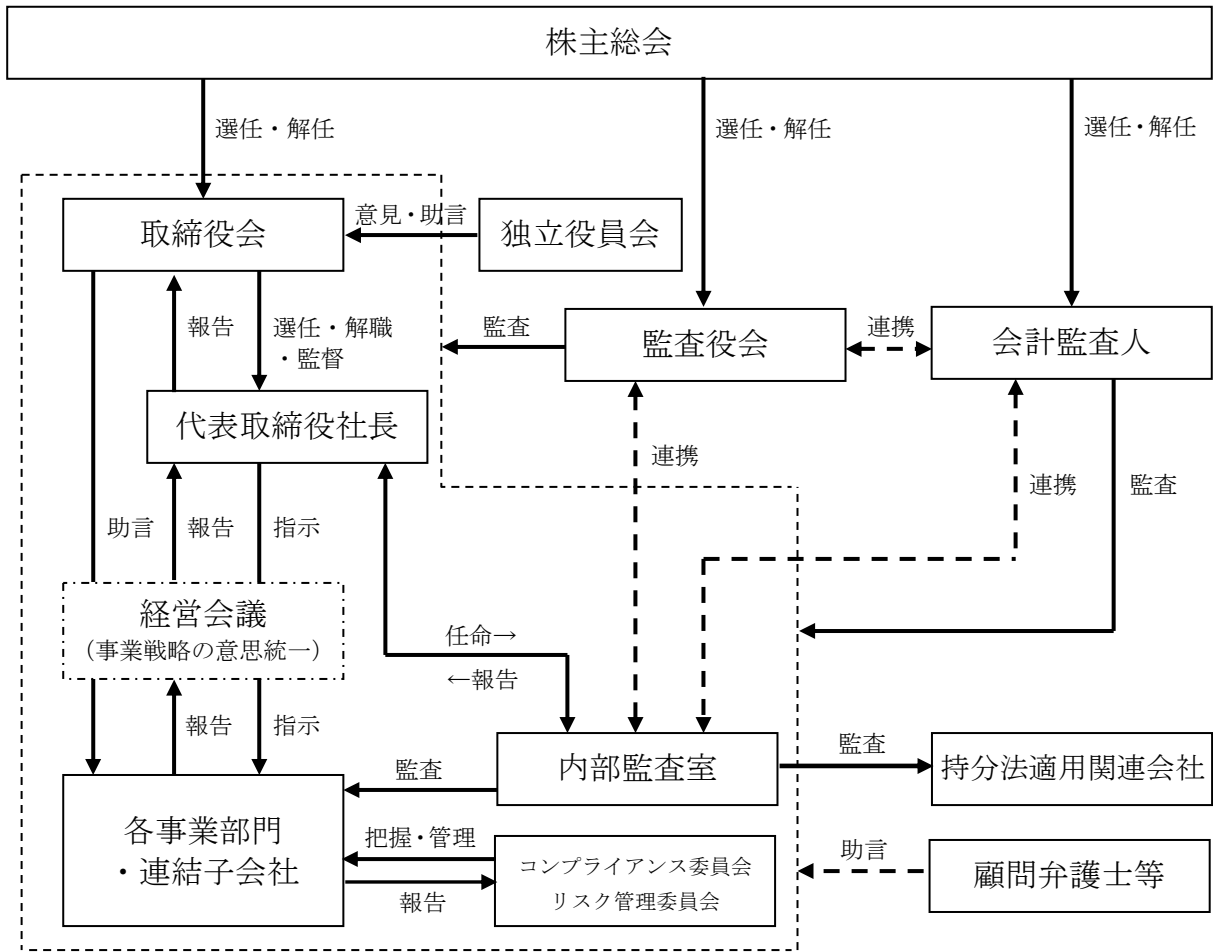 株主総会
選任・解任
選任・解任
選任・解任
取締役会
意見・助言
独立役員会
報告
選任・解職
・監督
監査
監査役会
連携
会計監査人
代表取締役社長
連携
連携
監査
助言
報告
指示
経営会議
（事業戦略の意思統一）
任命→
←報告
報告
指示
監査
内部監査室
監査
持分法適用関連会社
各事業部門
・連結子会社
把握・管理
報告
コンプライアンス委員会
リスク管理委員会
助言
顧問弁護士等